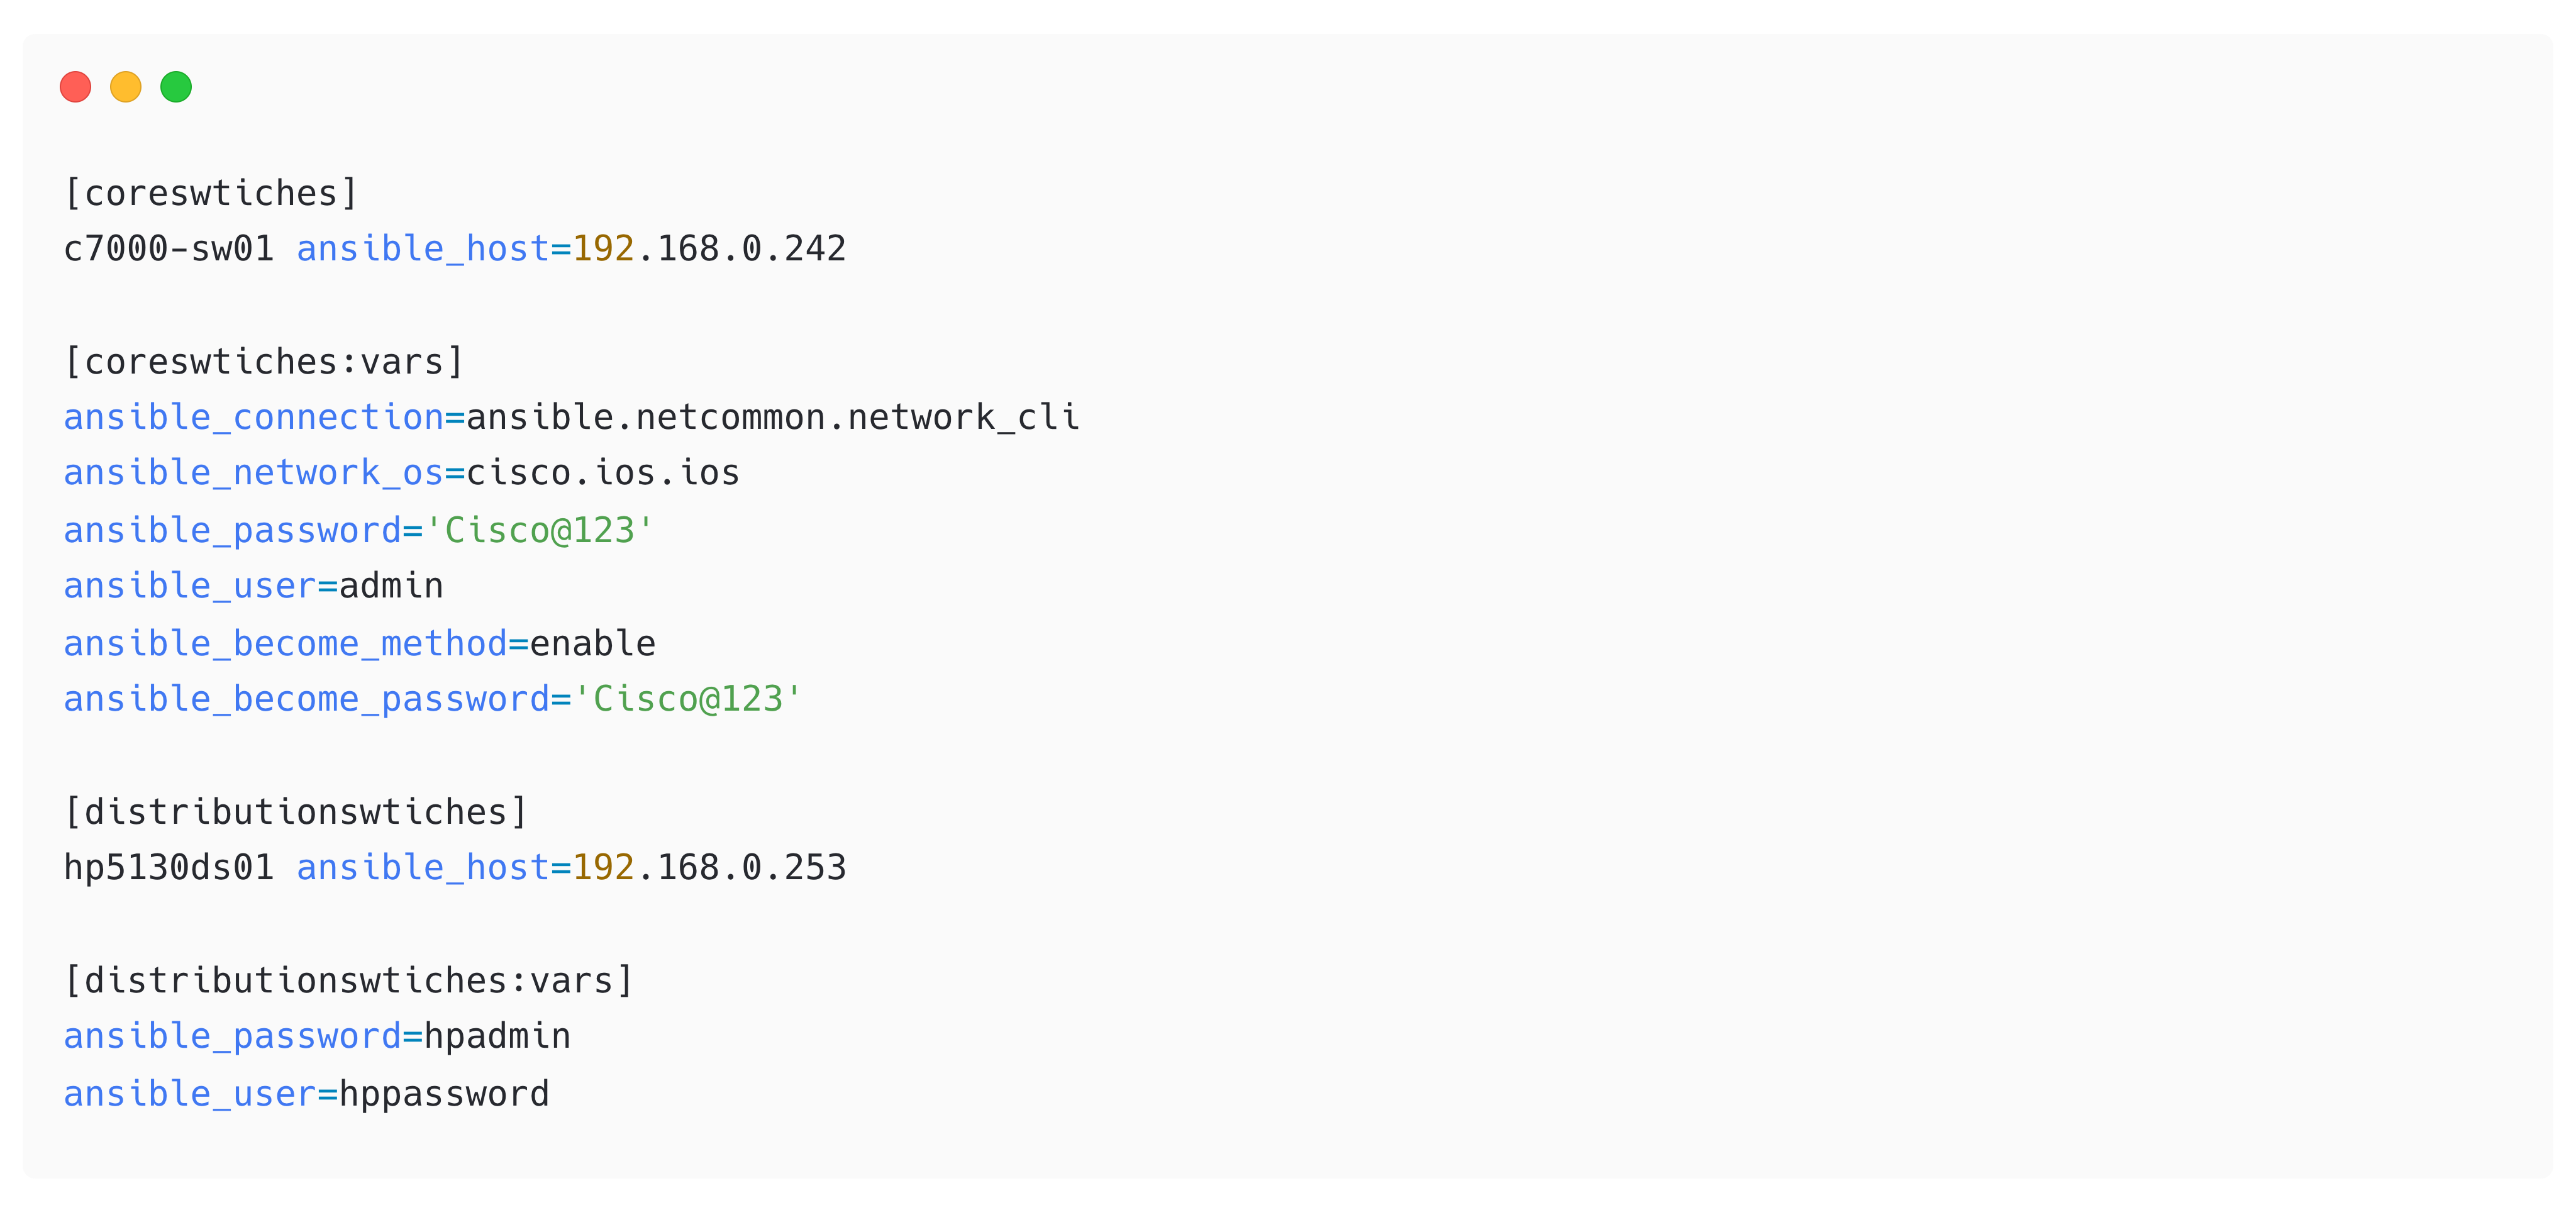 [coreswtiches]
c7000-sw01 ansible_host=192.168.0.242
[coreswtiches:vars]
ansible_connection=ansible.netcommon.network_cli
ansible_network_os=cisco.ios.ios
ansible_password='Cisco@123'
ansible_user=admin
ansible_become_method=enable
ansible_become_password='Cisco@123'
[distributionswtiches]
hp5130ds01 ansible_host=192.168.0.253
[distributionswtiches:vars]
ansible_password=hpadmin
ansible_user=hppassword